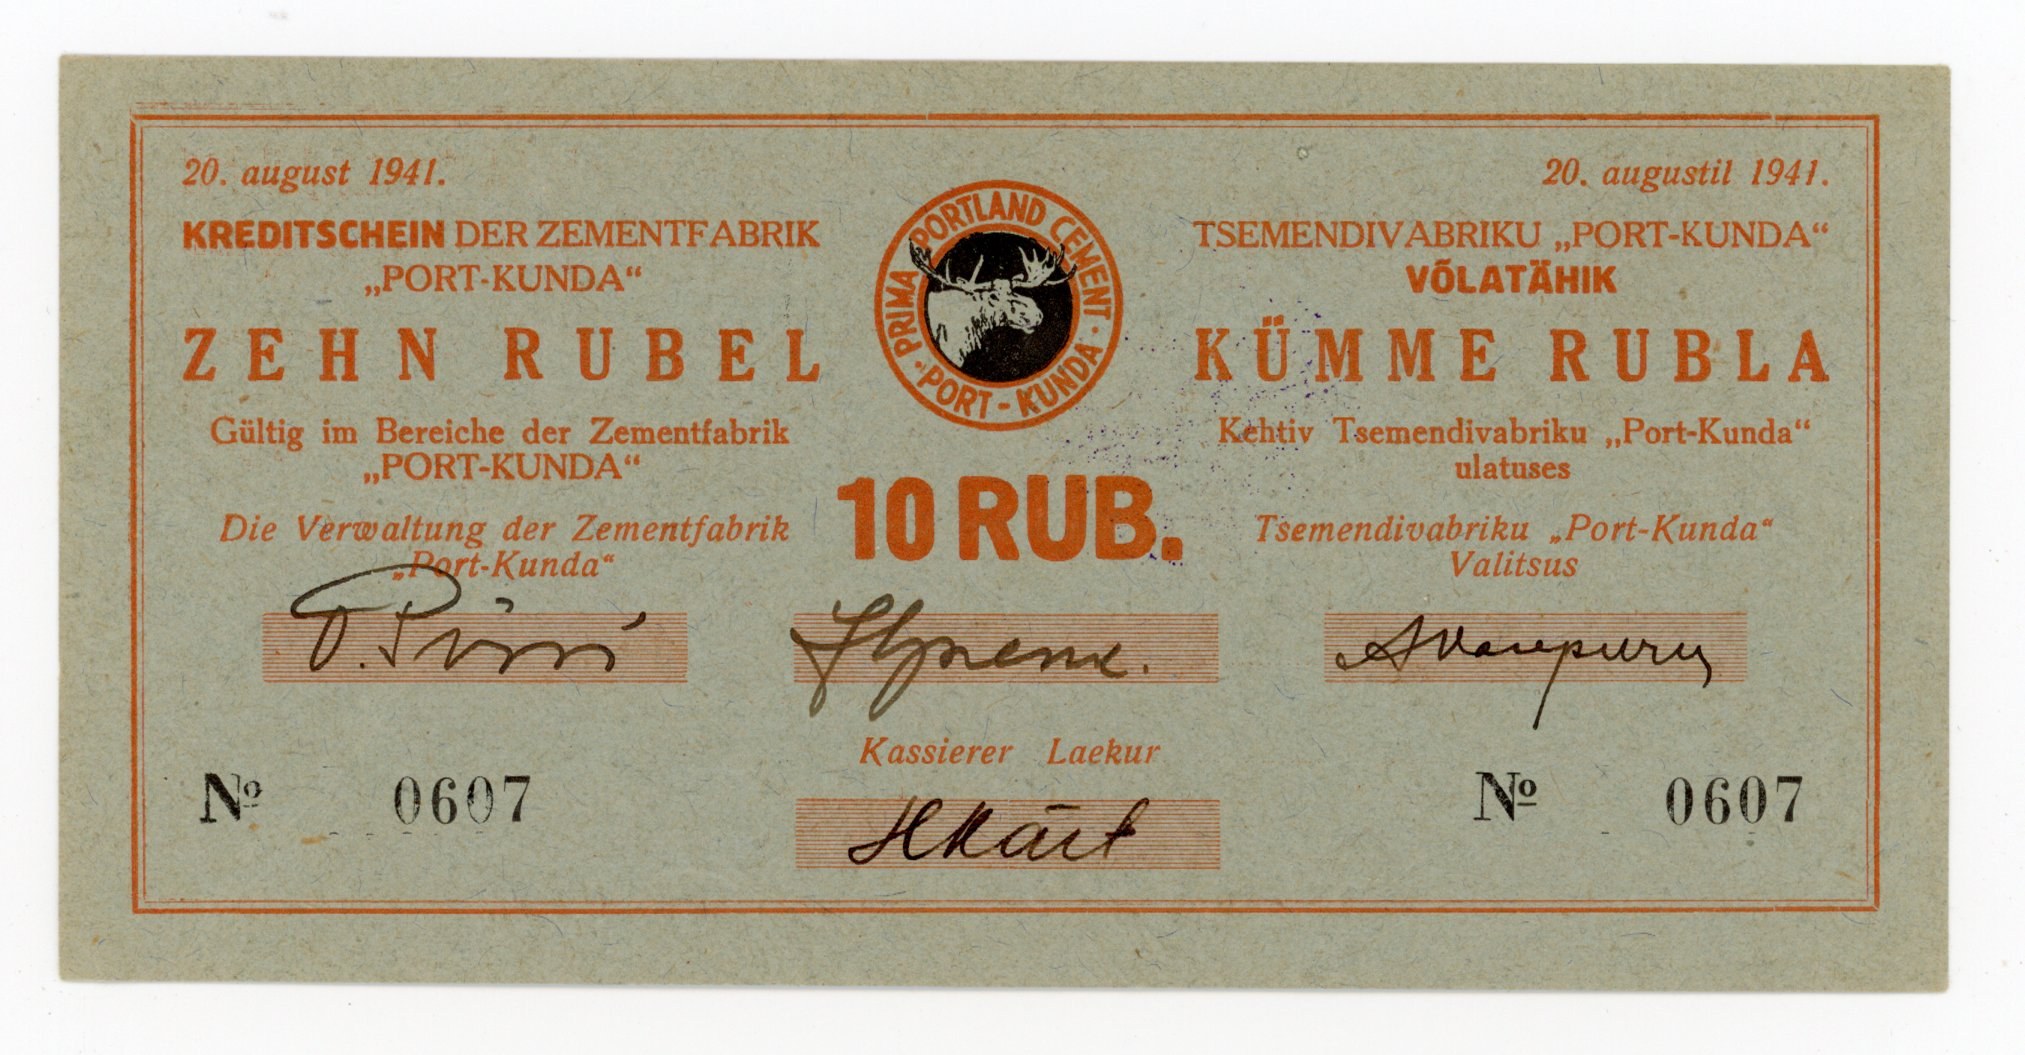 20. august 1941.
KREDITSCHEIN DER ZEMENTFABRIK
„PORT-KUNDA“
ZEHN RUBEL
Gültig im Bereiche der Zementfabrik
„PORT-KUNDA“
Die Verwaltung der Zementfabrik
„Port-Kunda“
PRIMA PORTLAND CEMENT · PORT-KUNDA ·
10 RUB.
20. augustil 1941.
TSEMENDIVABRIKU „PORT-KUNDA“
VÕLATÄHIK
KÜMME RUBLA
Kehtiv Tsemendivabriku „Port-Kunda“
ulatuses
Tsemendivabriku „Port-Kunda“
Valitsus
Kassierer Laekur
№ 0607
№ 0607